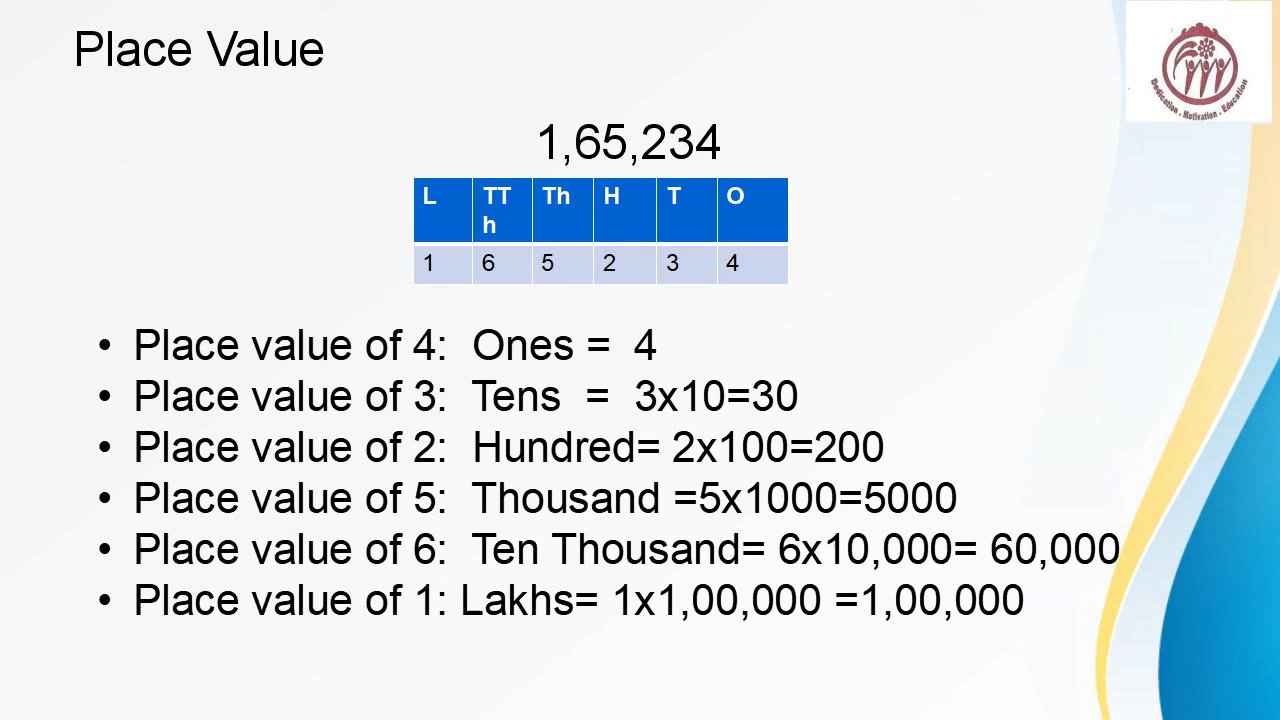 Place Value
Dedication . Motivation . Education
1,65,234
L TT Th H T O
h
1 6 5 2 3 4
• Place value of 4: Ones = 4
• Place value of 3: Tens = 3x10=30
• Place value of 2: Hundred= 2x100=200
• Place value of 5: Thousand =5x1000=5000
• Place value of 6: Ten Thousand= 6x10,000= 60,000
• Place value of 1: Lakhs= 1x1,00,000 =1,00,000